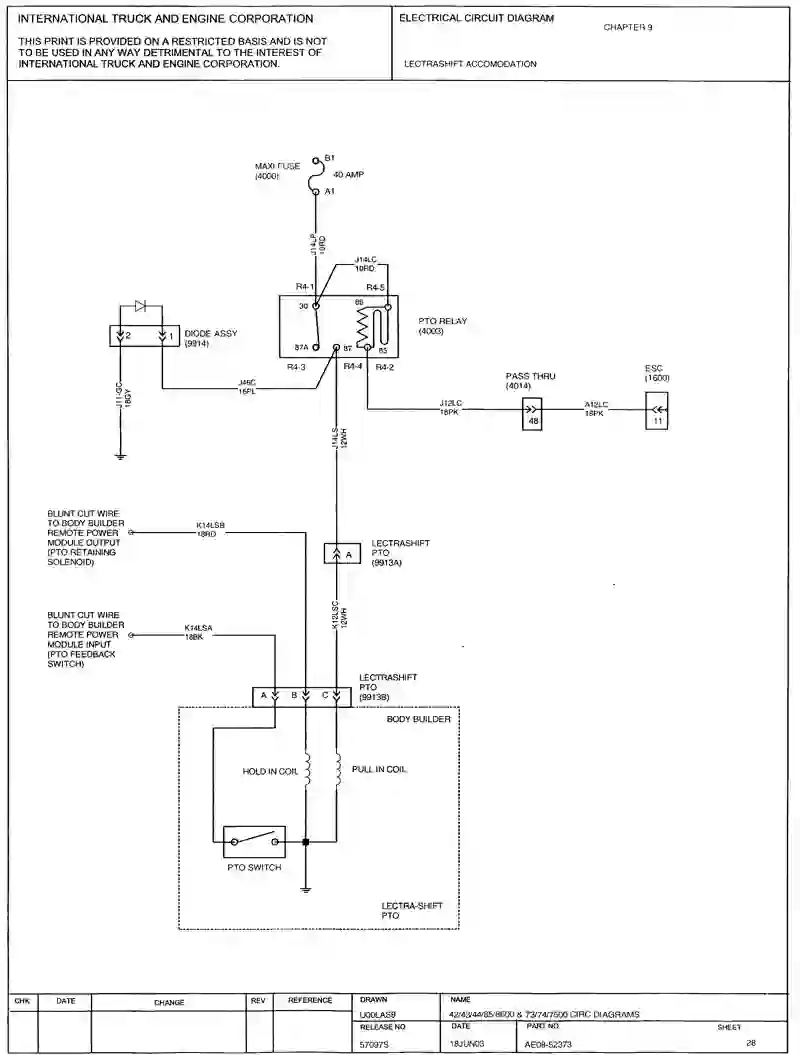 INTERNATIONAL TRUCK AND ENGINE CORPORATION
THIS PRINT IS PROVIDED ON A RESTRICTED BASIS AND IS NOT
TO BE USED IN ANY WAY DETRIMENTAL TO THE INTEREST OF
INTERNATIONAL TRUCK AND ENGINE CORPORATION.
ELECTRICAL CIRCUIT DIAGRAM
CHAPTER 9
LECTRASHIFT ACCOMODATION
B1
MAXI FUSE
(4000)
40 AMP
A1
J14LP
10RD
J14LC
10RD
R4-1
R4-5
30
86
PTO RELAY
(4003)
87A
87
85
R4-3
R4-4
R4-2
2
1
DIODE ASSY
(9914)
J46C
16PL
J11-GC
18GY
PASS THRU
(4014)
ESC
(1600)
J12LC
18PK
48
A12LC
18PK
11
J14LS
12WH
BLUNT CUT WIRE
TO BODY BUILDER
REMOTE POWER
MODULE OUTPUT
(PTO RETAINING
SOLENOID)
K14LSB
18RD
A
LECTRASHIFT
PTO
(9913A)
BLUNT CUT WIRE
TO BODY BUILDER
REMOTE POWER
MODULE INPUT
(PTO FEEDBACK
SWITCH)
K14LSA
18BK
K12LSC
12WH
LECTRASHIFT
PTO
(9913B)
A
B
C
BODY BUILDER
HOLD IN COIL
PULL IN COIL
PTO SWITCH
LECTRA-SHIFT
PTO
CHK
DATE
CHANGE
REV
REFERENCE
DRAWN
U00LASB
NAME
42/43/44/85/8600 & 73/74/7500 CIRC DIAGRAMS
RELEASE NO
57097S
DATE
18JUN03
PART NO.
AE08-52373
SHEET
28